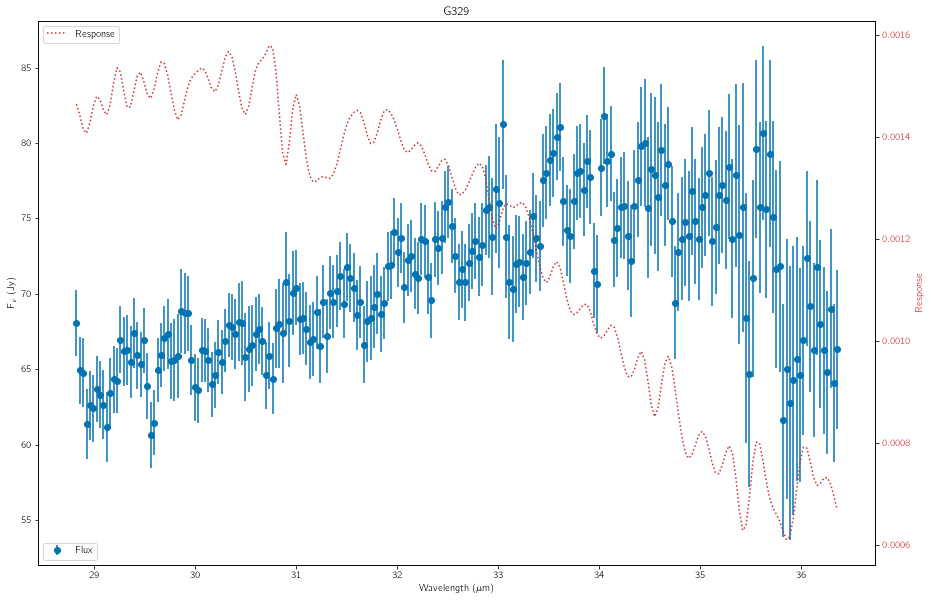 G329
Response
85
80
75
70
65
60
55
F_ν (Jy)
0.0016
0.0014
0.0012
0.0010
0.0008
0.0006
Response
Flux
29 30 31 32 33 34 35 36
Wavelength (μm)